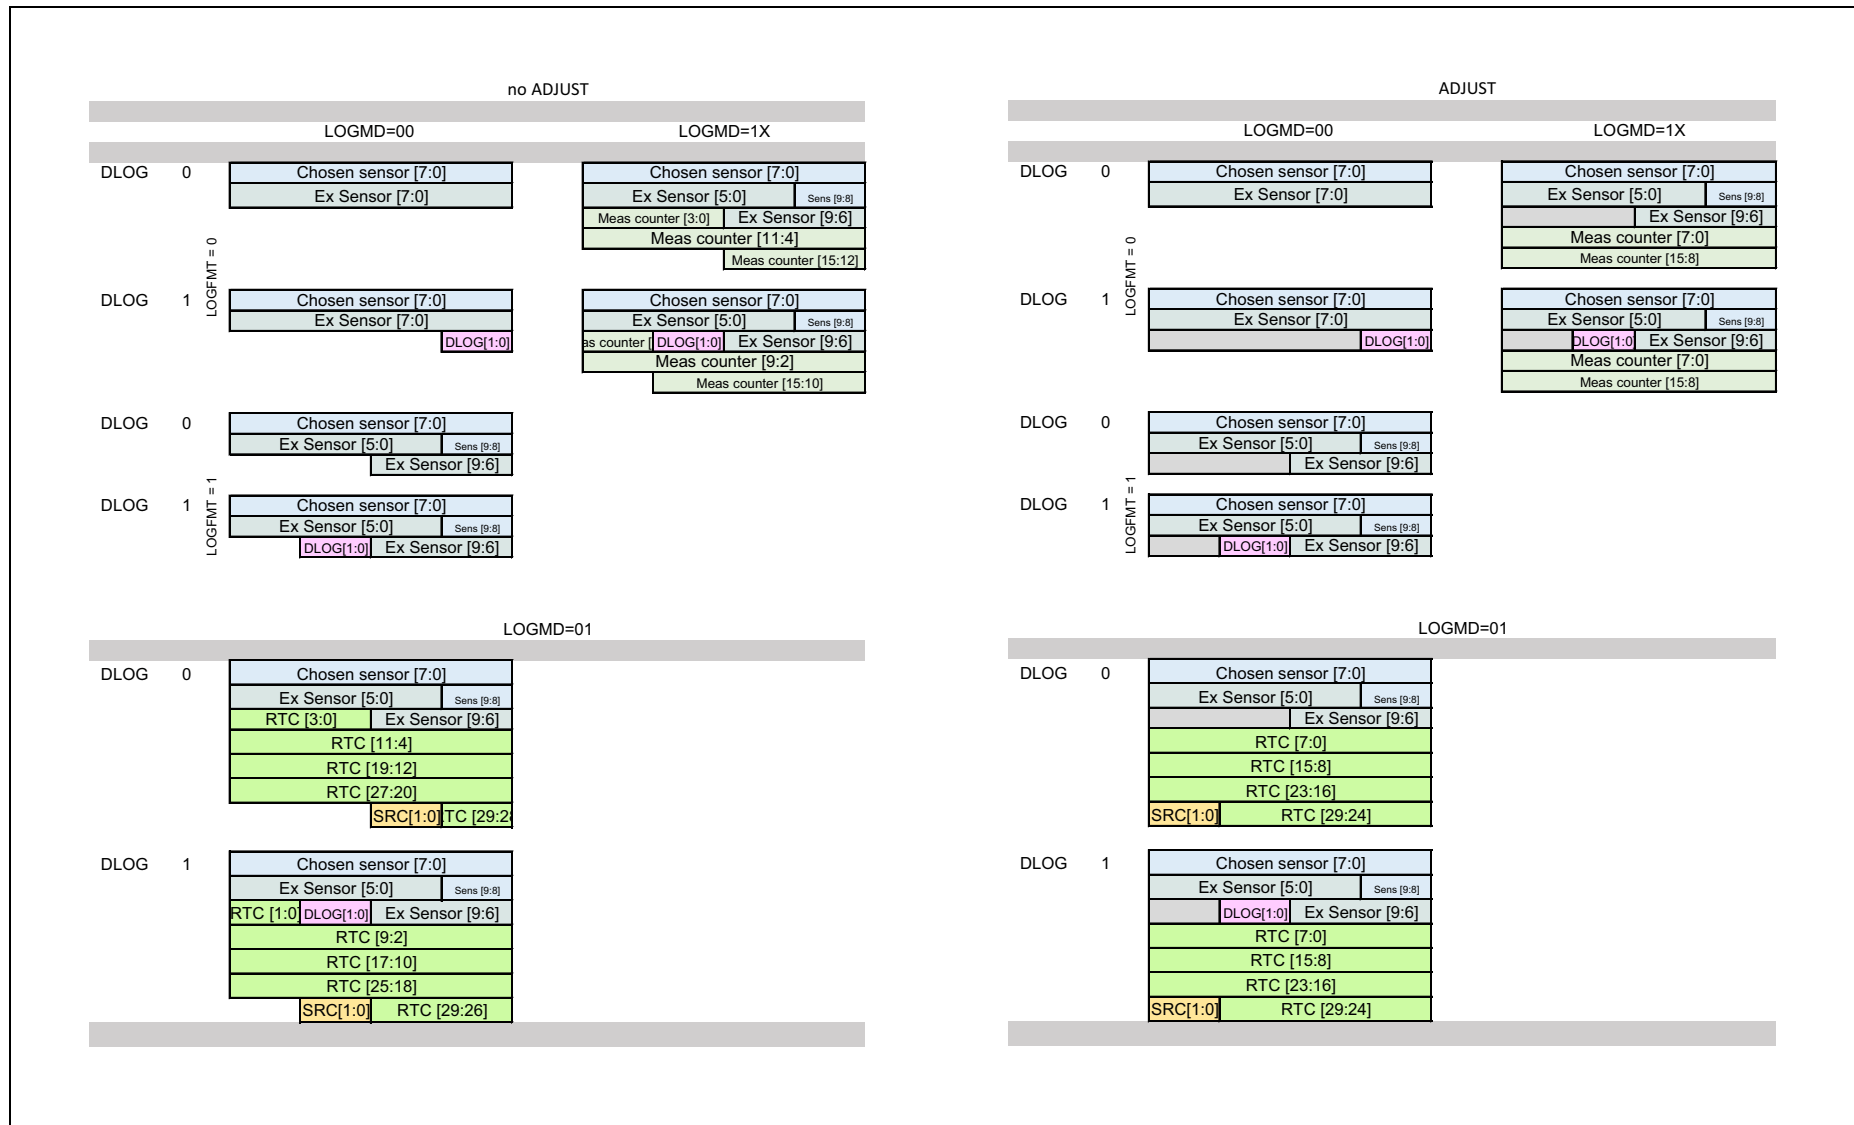 no ADJUST
LOGMD=00 LOGMD=1X
DLOG 0 Chosen sensor [7:0] Chosen sensor [7:0]
Ex Sensor [7:0] Ex Sensor [5:0] Sens [9:8]
Meas counter [3:0] Ex Sensor [9:6]
Meas counter [11:4]
Meas counter [15:12]
LOGFMT = 0
DLOG 1 Chosen sensor [7:0] Chosen sensor [7:0]
Ex Sensor [7:0] Ex Sensor [5:0] Sens [9:8]
DLOG[1:0] as counter [ DLOG[1:0] Ex Sensor [9:6]
Meas counter [9:2]
Meas counter [15:10]
DLOG 0 Chosen sensor [7:0]
Ex Sensor [5:0] Sens [9:8]
Ex Sensor [9:6]
LOGFMT = 1
DLOG 1 Chosen sensor [7:0]
Ex Sensor [5:0] Sens [9:8]
DLOG[1:0] Ex Sensor [9:6]
LOGMD=01
DLOG 0 Chosen sensor [7:0]
Ex Sensor [5:0] Sens [9:8]
RTC [3:0] Ex Sensor [9:6]
RTC [11:4]
RTC [19:12]
RTC [27:20]
SRC[1:0] TC [29:28
DLOG 1 Chosen sensor [7:0]
Ex Sensor [5:0] Sens [9:8]
RTC [1:0] DLOG[1:0] Ex Sensor [9:6]
RTC [9:2]
RTC [17:10]
RTC [25:18]
SRC[1:0] RTC [29:26]
ADJUST
LOGMD=00 LOGMD=1X
DLOG 0 Chosen sensor [7:0] Chosen sensor [7:0]
Ex Sensor [7:0] Ex Sensor [5:0] Sens [9:8]
Ex Sensor [9:6]
Meas counter [7:0]
Meas counter [15:8]
LOGFMT = 0
DLOG 1 Chosen sensor [7:0] Chosen sensor [7:0]
Ex Sensor [7:0] Ex Sensor [5:0] Sens [9:8]
DLOG[1:0] DLOG[1:0] Ex Sensor [9:6]
Meas counter [7:0]
Meas counter [15:8]
DLOG 0 Chosen sensor [7:0]
Ex Sensor [5:0] Sens [9:8]
Ex Sensor [9:6]
LOGFMT = 1
DLOG 1 Chosen sensor [7:0]
Ex Sensor [5:0] Sens [9:8]
DLOG[1:0] Ex Sensor [9:6]
LOGMD=01
DLOG 0 Chosen sensor [7:0]
Ex Sensor [5:0] Sens [9:8]
Ex Sensor [9:6]
RTC [7:0]
RTC [15:8]
RTC [23:16]
SRC[1:0] RTC [29:24]
DLOG 1 Chosen sensor [7:0]
Ex Sensor [5:0] Sens [9:8]
DLOG[1:0] Ex Sensor [9:6]
RTC [7:0]
RTC [15:8]
RTC [23:16]
SRC[1:0] RTC [29:24]